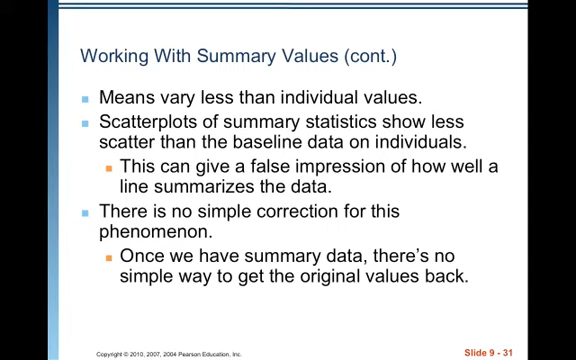 Working With Summary Values (cont.)
Means vary less than individual values.
Scatterplots of summary statistics show less
scatter than the baseline data on individuals.
This can give a false impression of how well a
line summarizes the data.
There is no simple correction for this
phenomenon.
Once we have summary data, there's no
simple way to get the original values back.
Copyright © 2010, 2007, 2004 Pearson Education, Inc.
Slide 9 - 31